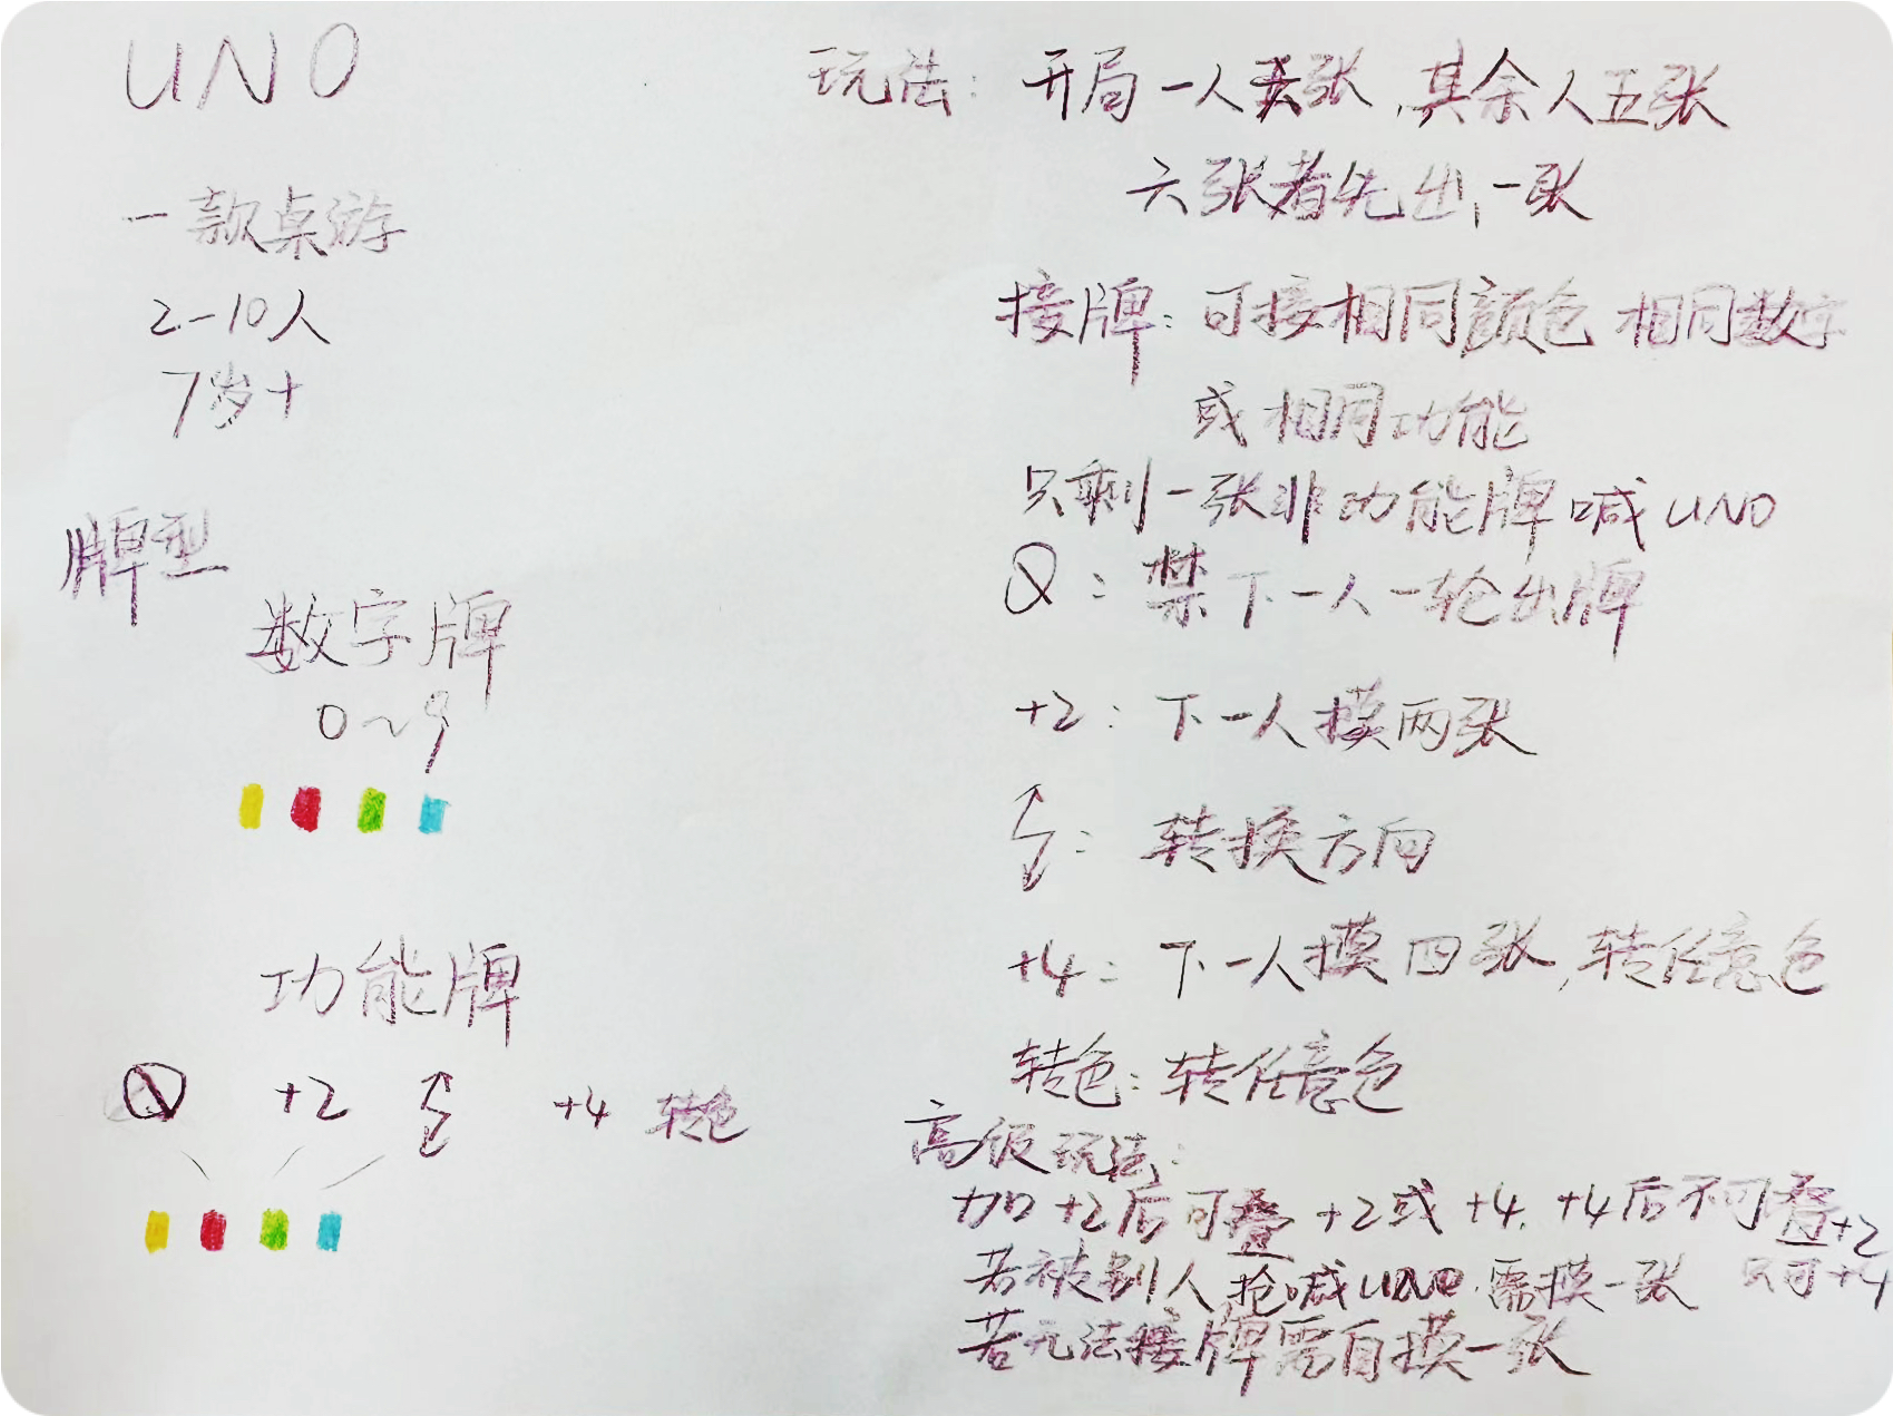 UNO
一款桌游
2-10人
7岁+
牌型
数字牌
0~9
功能牌
+2 +4 转色
玩法: 开局一人六张,其余人五张
六张者先出一张
接牌: 可接相同颜色 相同数字
或相同功能
只剩一张非功能牌喊UNO
: 禁下一人一轮出牌
+2: 下一人摸两张
: 转换方向
+4: 下一人摸四张,转任意色
转色: 转任意色
高级玩法:
加+2后可叠+2或+4. +4后不可叠+2
只可+4
若被别人抢喊UNO.需摸一张
若无法接牌需自摸一张